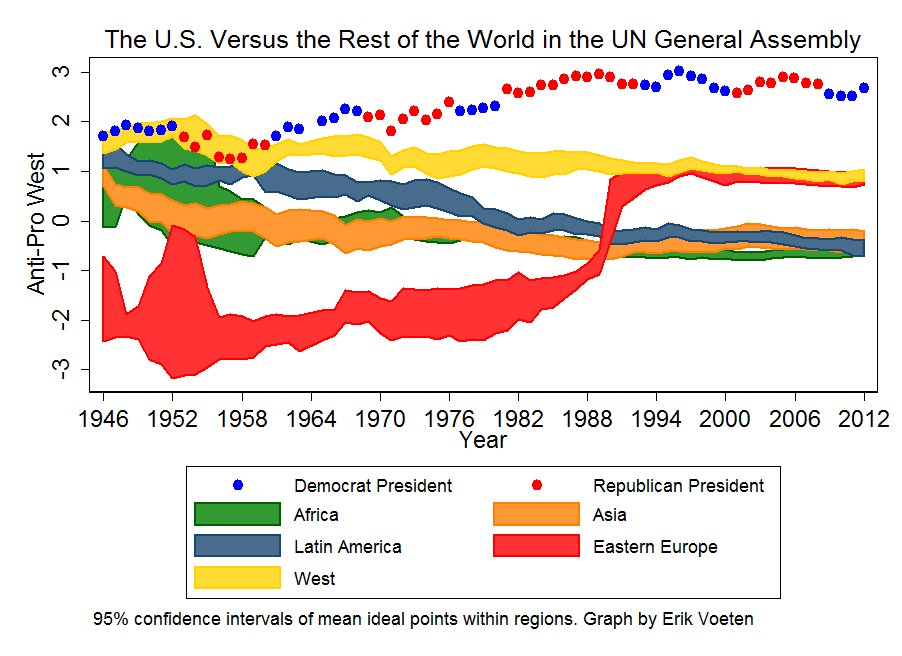 The U.S. Versus the Rest of the World in the UN General Assembly
Anti-Pro West
3
2
1
0
-1
-2
-3
1946 1952 1958 1964 1970 1976 1982 1988 1994 2000 2006 2012
Year
Democrat President Republican President
Africa Asia
Latin America Eastern Europe
West
95% confidence intervals of mean ideal points within regions. Graph by Erik Voeten